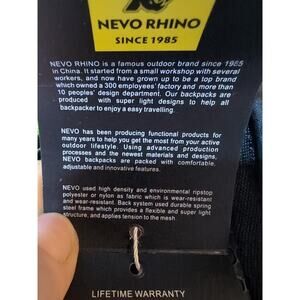 NEVO RHINO
SINCE 1985
NEVO RHINO is a famous outdoor brand since 1985
in China. It started from a small workshop with several
workers, and now have grown up to be a top brand
which owned a 300 employees' factory and more than
10 peoples' design department. Our backpacks are
produced with super light designs to help all
backpacker to enjoy a easy travelling.
NEVO has been producing functional products for
many years to help you get the most from your active
outdoor lifestyle. Using advanced production
processes and the newest materials and designs,
NEVO backpacks are packed with comfortable,
adjustable and innovative features.
NEVO used high density and environmental ripstop
polyester or nylon as fabric which is wear-resistant
and wear-resistant. Back system used durable spring
steel frame which provides a flexible and super light
structure, and applies tension to the mesh
LIFETIME WARRANTY